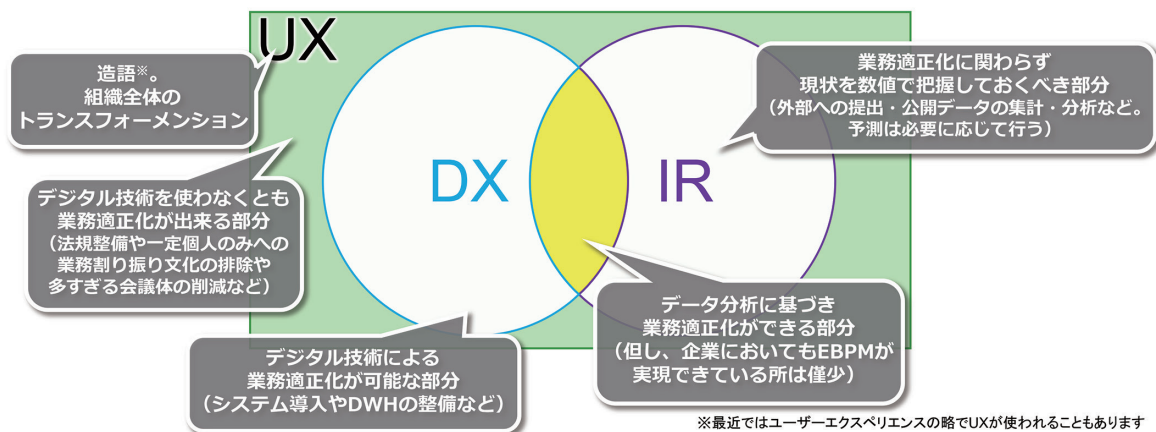 UX
造語※。
組織全体の
トランスフォーメンション
業務適正化に関わらず
現状を数値で把握しておくべき部分
(外部への提出・公開データの集計・分析など。
予測は必要に応じて行う)
DX
IR
デジタル技術を使わなくとも
業務適正化が出来る部分
(法規整備や一定個人のみへの
業務割り振り文化の排除や
多すぎる会議体の削減など)
データ分析に基づき
業務適正化ができる部分
(但し、企業においてもEBPMが
実現できている所は僅少)
デジタル技術による
業務適正化が可能な部分
(システム導入やDWHの整備など)
※最近ではユーザーエクスペリエンスの略でUXが使われることもあります